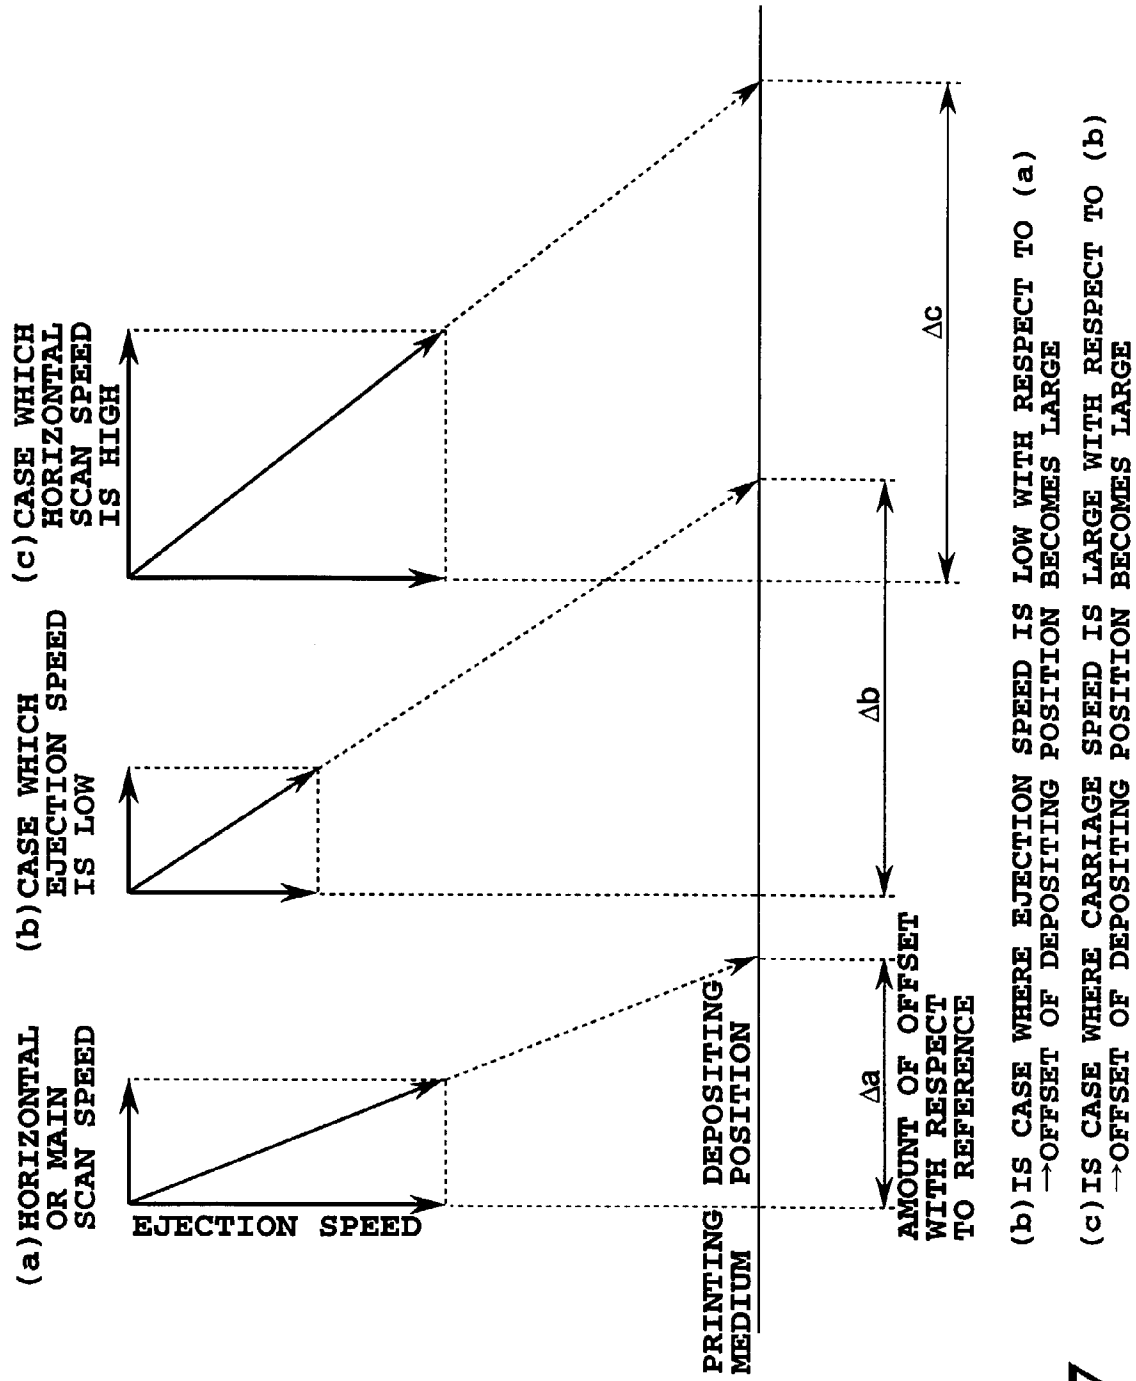 (a)HORIZONTAL
OR MAIN
SCAN SPEED
(b)CASE WHICH
EJECTION SPEED
IS LOW
(c)CASE WHICH
HORIZONTAL
SCAN SPEED
IS HIGH
EJECTION SPEED
PRINTING
MEDIUM
DEPOSITING
POSITION
Δa
Δb
Δc
AMOUNT OF OFFSET
WITH RESPECT
TO REFERENCE
(b)IS CASE WHERE EJECTION SPEED IS LOW WITH RESPECT TO (a)
→OFFSET OF DEPOSITING POSITION BECOMES LARGE
(c)IS CASE WHERE CARRIAGE SPEED IS LARGE WITH RESPECT TO (b)
→OFFSET OF DEPOSITING POSITION BECOMES LARGE
7